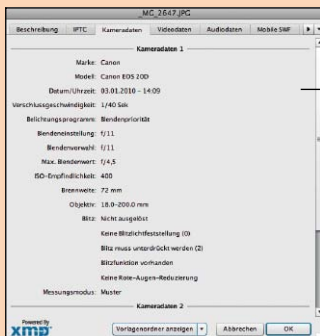 _MG_2647.JPG
Beschreibung IPTC Kameradaten Videodaten Audiodaten Mobile SWF
Kameradaten 1
Marke: Canon
Modell: Canon EOS 20D
Datum/Uhrzeit: 03.01.2010 – 14:09
Verschlussgeschwindigkeit: 1/40 Sek
Belichtungsprogramm: Blendenpriorität
Blendeneinstellung: f/11
Blendenvorwahl: f/11
Max. Blendenwert: f/4,5
ISO-Empfindlichkeit: 400
Brennweite: 72 mm
Objektiv: 18.0-200.0 mm
Blitz: Nicht ausgelöst
Keine Blitzlichtfeststellung (0)
Blitz muss unterdrückt werden (2)
Blitzfunktion vorhanden
Keine Rote-Augen-Reduzierung
Messungsmodus: Muster
Kameradaten 2
Powered By
xmp
Vorlagenordner anzeigen Abbrechen OK